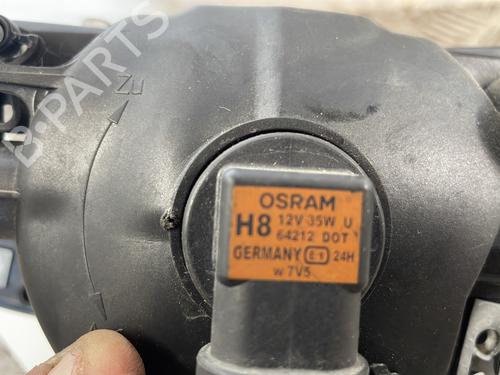 B-PARTS
Zu
OSRAM
H8 12V 35W U
64212 DOT
GERMANY E1 24H
w 7V5